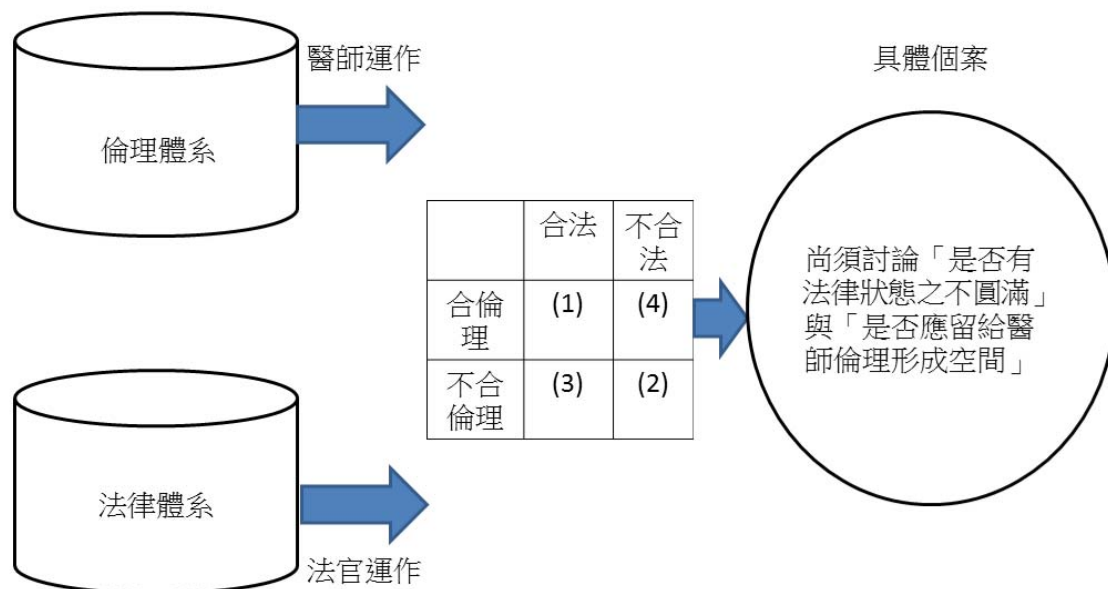 醫師運作
倫理體系
具體個案
合法
不合
法
合倫
理
(1)
(4)
不合
倫理
(3)
(2)
尚須討論「是否有
法律狀態之不圓滿」
與「是否應留給醫
師倫理形成空間」
法律體系
法官運作